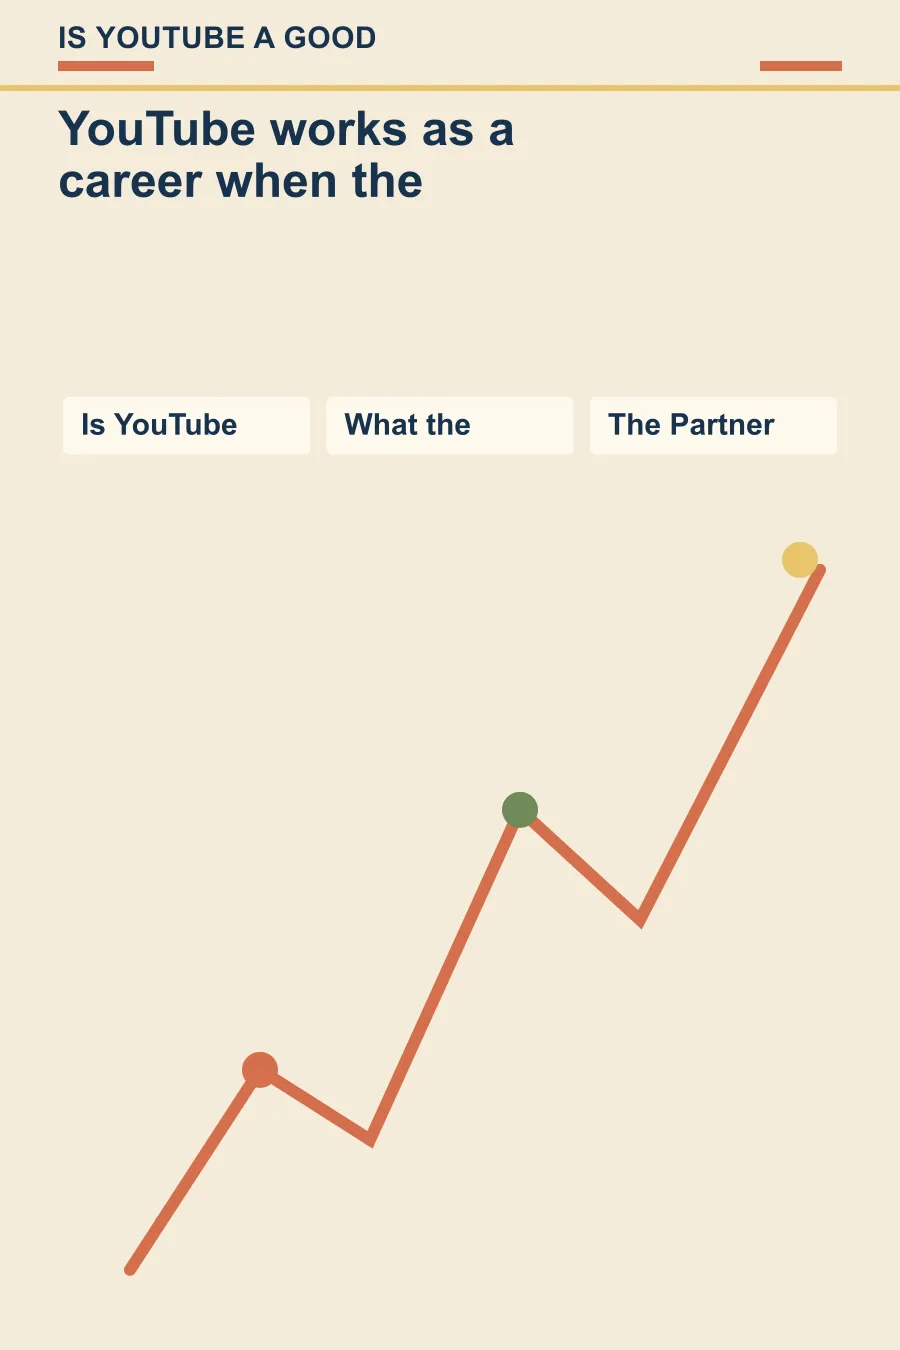 IS YOUTUBE A GOOD
YouTube works as a
career when the
Is YouTube
What the
The Partner